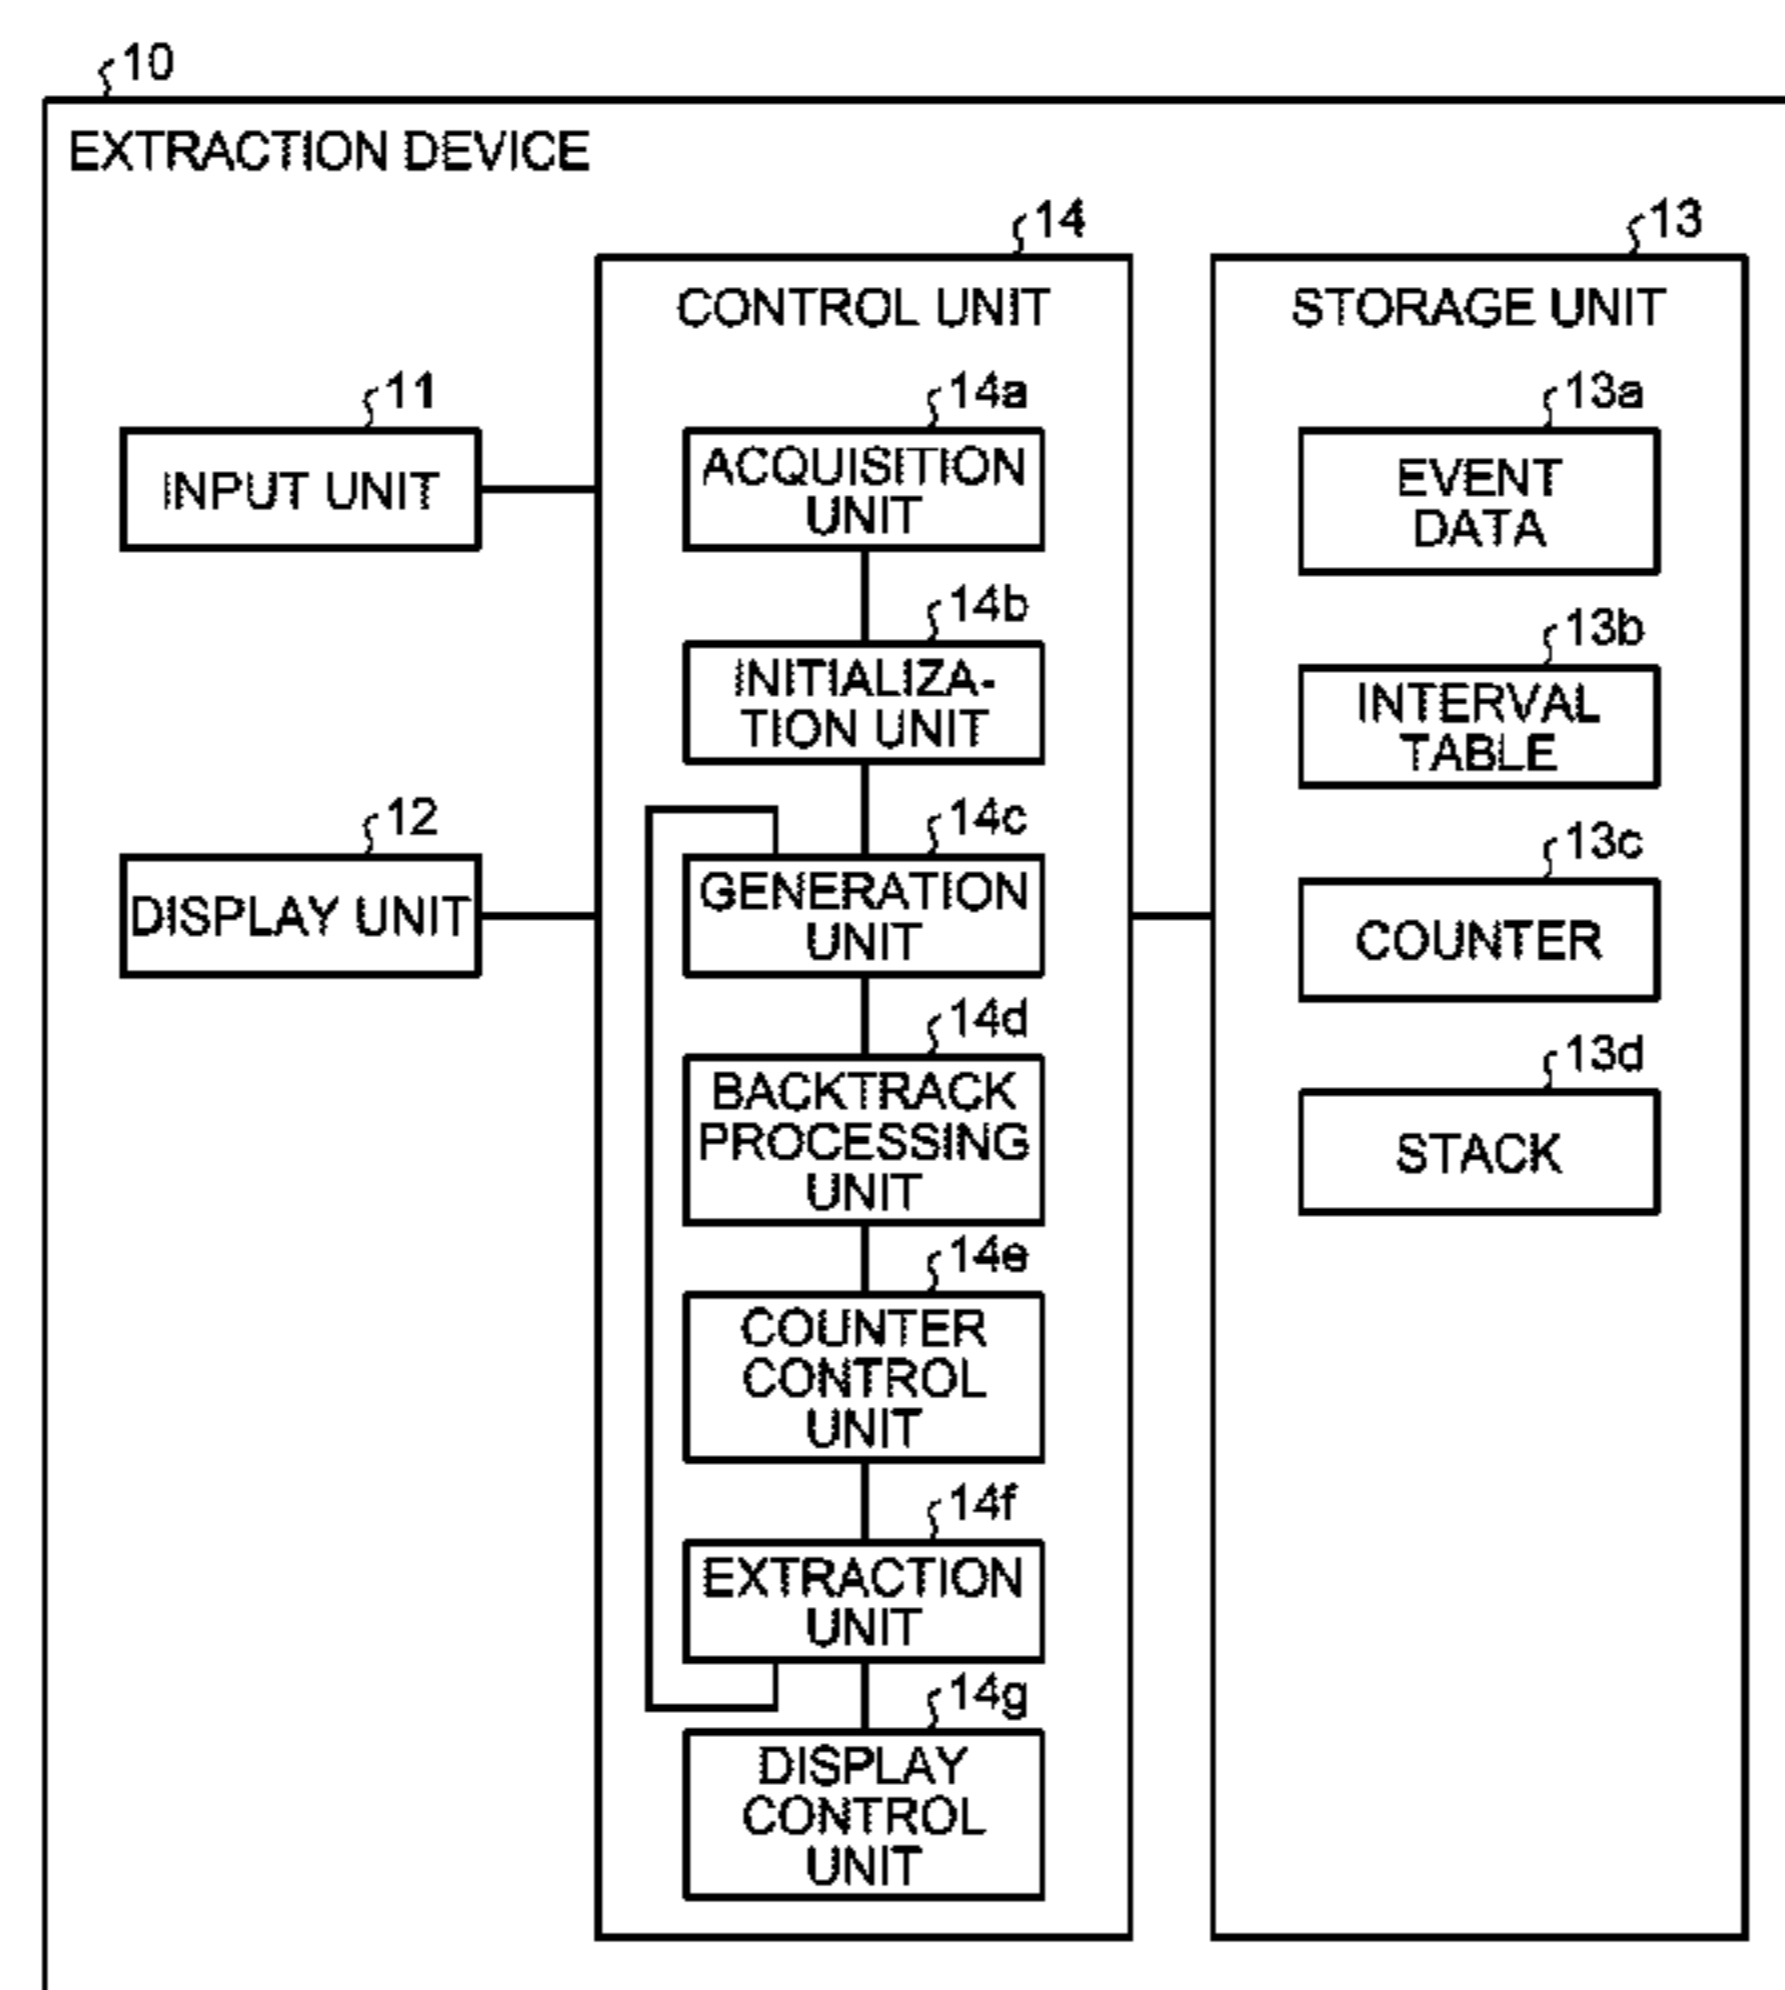 10
EXTRACTION DEVICE
14
CONTROL UNIT
13
STORAGE UNIT
11
INPUT UNIT
12
DISPLAY UNIT
14a
ACQUISITION
UNIT
14b
INITIALIZA-
TION UNIT
14c
GENERATION
UNIT
14d
BACKTRACK
PROCESSING
UNIT
14e
COUNTER
CONTROL
UNIT
14f
EXTRACTION
UNIT
14g
DISPLAY
CONTROL
UNIT
13a
EVENT
DATA
13b
INTERVAL
TABLE
13c
COUNTER
13d
STACK